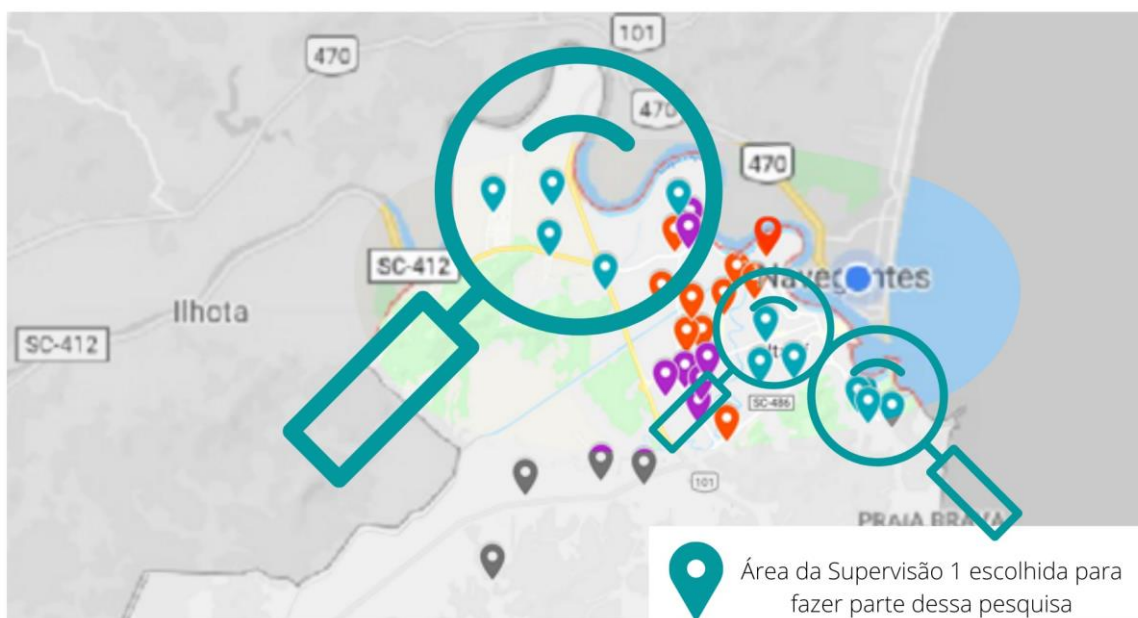 101
470
470
470
Navegantes
SC-412
Ilhota
SC-412
SC-486
101
PRAIA BRAVA
Área da Supervisão 1 escolhida para
fazer parte dessa pesquisa